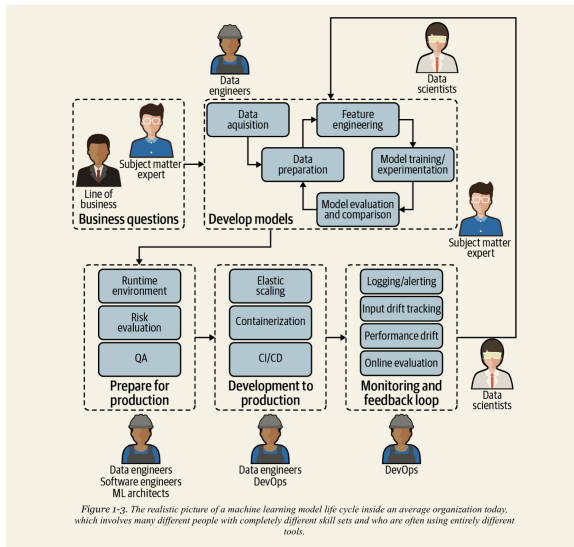 Data
engineers
Data
scientists
Subject matter
expert
Line of
business
Business questions
Data
aquisition
Feature
engineering
Data
preparation
Model training/
experimentation
Model evaluation
and comparison
Develop models
Subject matter
expert
Runtime
environment
Risk
evaluation
QA
Prepare for
production
Elastic
scaling
Containerization
CI/CD
Development to
production
Logging/alerting
Input drift tracking
Performance drift
Online evaluation
Monitoring and
feedback loop
Data
scientists
Data engineers
Software engineers
ML architects
Data engineers
DevOps
DevOps
Figure 1-3. The realistic picture of a machine learning model life cycle inside an average organization today,
which involves many different people with completely different skill sets and who are often using entirely different
tools.